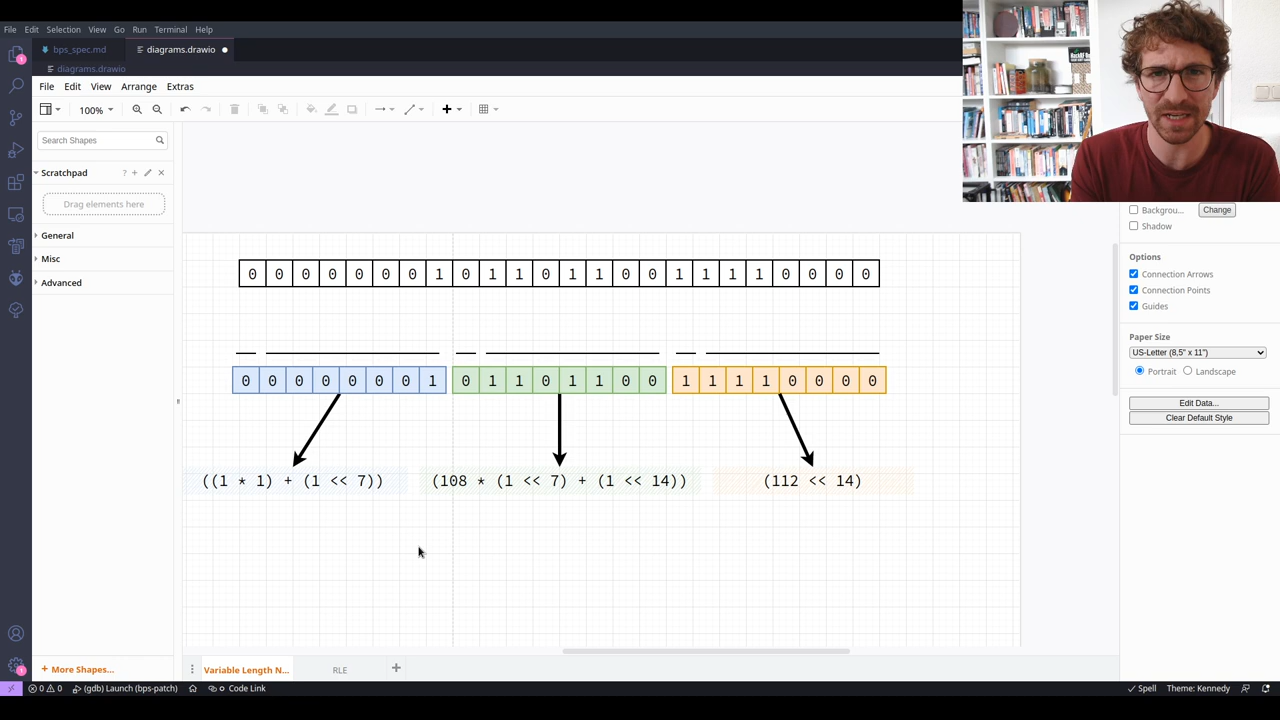 File Edit Selection View Go Run Terminal Help
bps_spec.md diagrams.drawio
diagrams.drawio
File Edit View Arrange Extras
100%
Search Shapes
Scratchpad ?
Drag elements here
General
Misc
Advanced
Backgrou... Change
Shadow
0 0 0 0 0 0 0 1 0 1 1 0 1 1 0 0 1 1 1 1 0 0 0 0
Options
Connection Arrows
Connection Points
Guides
Paper Size
US-Letter (8,5" x 11")
Portrait Landscape
0 0 0 0 0 0 0 1 0 1 1 0 1 1 0 0 1 1 1 1 0 0 0 0
Edit Data...
Clear Default Style
((1 * 1) + (1 << 7)) (108 * (1 << 7) + (1 << 14)) (112 << 14)
More Shapes...
Variable Length N... RLE
0 0 (gdb) Launch (bps-patch) 0 Code Link Spell Theme: Kennedy